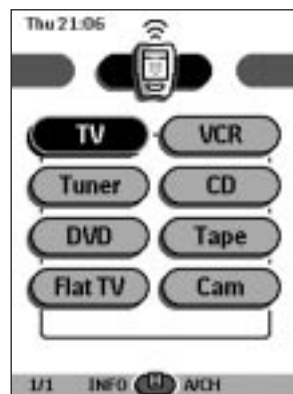 Thu 21:06
TV VCR
Tuner CD
DVD Tape
Flat TV Cam
1/1 INFO A/CH